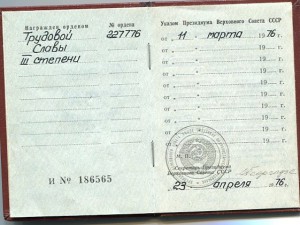 Награжден орденом № ордена
Трудовой 227776
Славы
III степени
И № 186565
Указом Президиума Верховного Совета СССР
от „ 11 „ марта 1976г.
от „ „ 19 г.
от „ „ 19 г.
от „ „ 19 г.
от „ „ 19 г.
от „ „ 19 г.
от „ „ 19 г.
от „ „ 19 г.
М. П.
Секретарь Президиума
Верховного Совета СССР
„ 23 „ апреля 1976г.